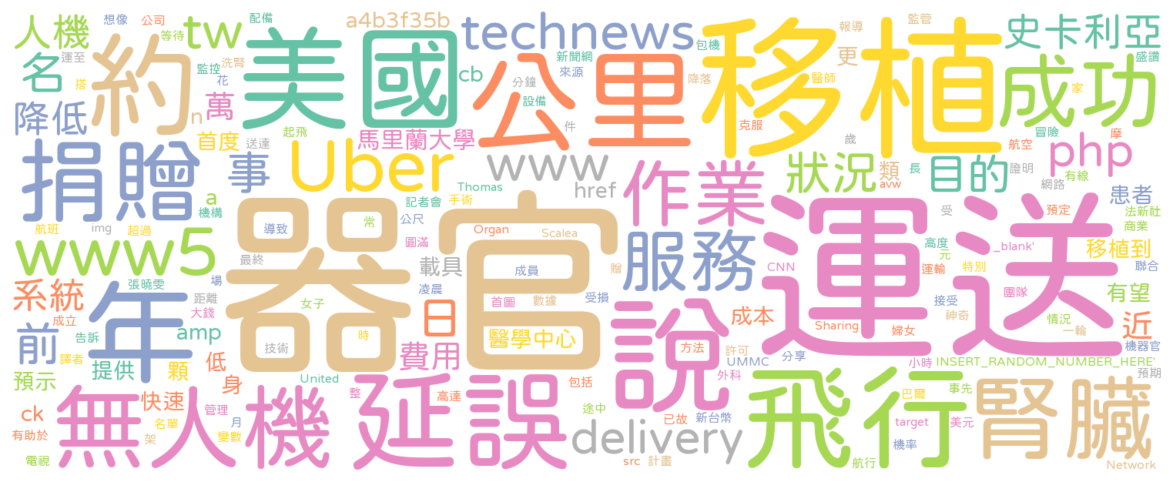 想像 公司 配備
人機 等待 tw
運至
約 美國 a4b3f35b technews 包機 報導 監管 史卡利亞
名 監控 洗腎 cb 新聞網 來源 移植 更 盛讚
塔 花 萬 n 分鐘 設備 公里 降落 醫師 家 成功
降低 首度 起飛 馬里蘭大學 件 克服 冒險 摩
捐贈 事 送達 Uber www 歲 航空 php
a Thomas href 作業 狀況 類 長 目的 證明 有線
機構 記者會 手術 avw 網路 患者
航班 img 超過 導致 常 公尺 Organ Scalea 受 預定 法新社
www5 最終 器官 圓滿 贈 服務 運送 高度 _blank' 商業
張曉雯 場 載具 成員 CNN 元 移植到
系統 年 距離 女子 凌晨 首圖 數據 受損 運輸 特別 聯合
成立 大錢 日 說 成本 接受 神奇 團隊 有望
前 告訴 amp 時 醫學中心 Sharing 婦女 情況 一輪 近
譯者 提供 顆 低 技術 費用 方法 許可 UMMC 分享 機器官
預示 身 United 外科 小時 INSERT_RANDOM_NUMBER_HERE' 預期
ck 快速 整 高達 包括 巴爾 事先
有助於 無人機 名單 管理 月 延誤 途中 已故 新台幣 飛行 target 美元 腎臟
電視 架 變數 delivery 機率
src 計畫 航行 Network